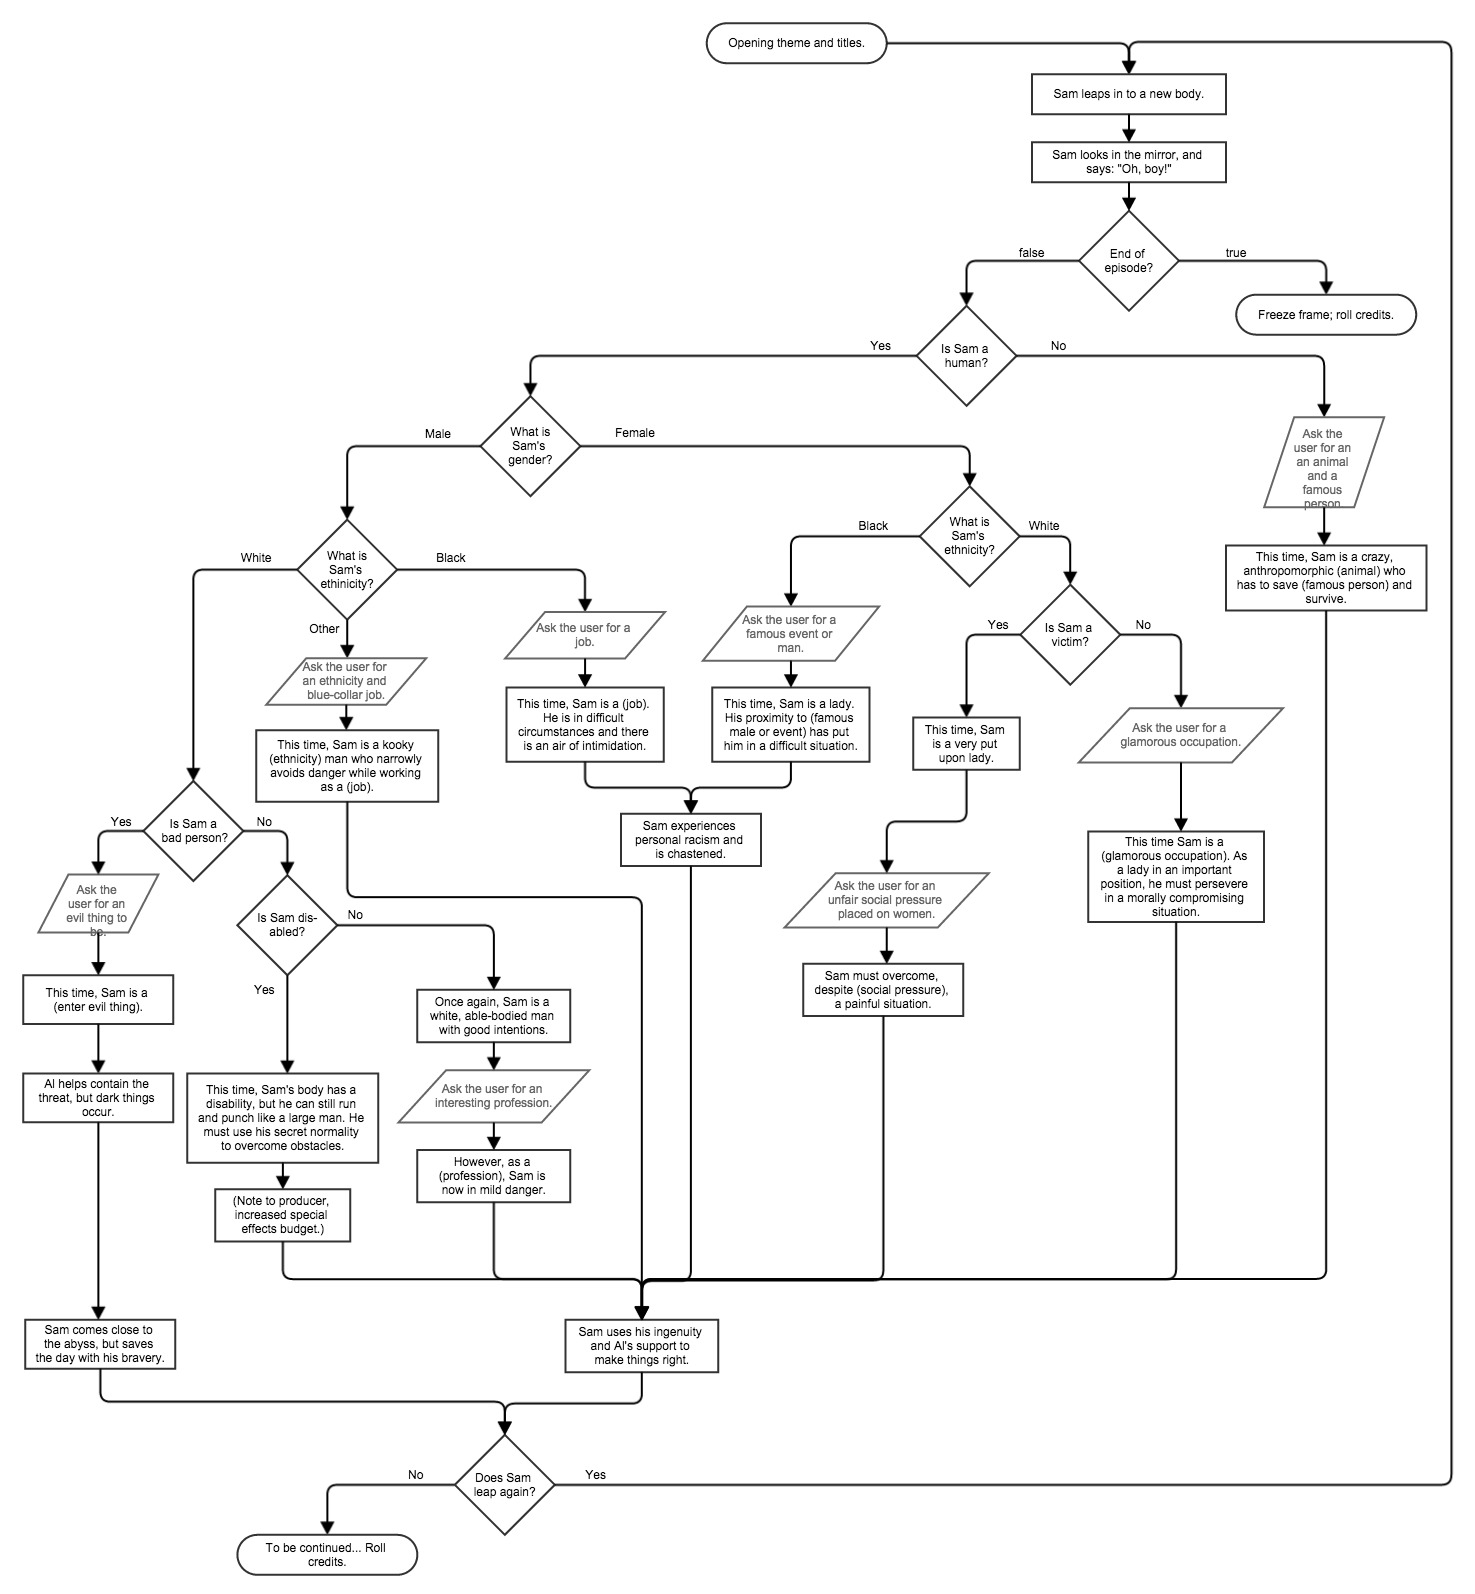 Opening theme and titles.
Sam leaps in to a new body.
Sam looks in the mirror, and
says: "Oh, boy!"
End of
episode?
false
true
Freeze frame; roll credits.
Is Sam a
human?
Yes
No
What is
Sam's
gender?
Male
Female
Ask the
user for an
an animal
and a
famous
person
This time, Sam is a crazy,
anthropomorphic (animal) who
has to save (famous person) and
survive.
What is
Sam's
ethnicity?
Black
White
What is
Sam's
ethinicity?
White
Black
Other
Ask the user for a
job.
Ask the user for a
famous event or
man.
Is Sam a
victim?
Yes
No
Ask the user for
an ethnicity and
blue-collar job.
This time, Sam is a (job).
He is in difficult
circumstances and there
is an air of intimidation.
This time, Sam is a lady.
His proximity to (famous
male or event) has put
him in a difficult situation.
This time, Sam
is a very put
upon lady.
Ask the user for a
glamorous occupation.
This time, Sam is a kooky
(ethnicity) man who narrowly
avoids danger while working
as a (job).
Is Sam a
bad person?
Yes
No
Sam experiences
personal racism and
is chastened.
This time Sam is a
(glamorous occupation). As
a lady in an important
position, he must persevere
in a morally compromising
situation.
Ask the
user for an
evil thing to
be.
Is Sam dis-
abled?
No
Yes
Ask the user for an
unfair social pressure
placed on women.
This time, Sam is a
(enter evil thing).
Once again, Sam is a
white, able-bodied man
with good intentions.
Sam must overcome,
despite (social pressure),
a painful situation.
Al helps contain the
threat, but dark things
occur.
This time, Sam's body has a
disability, but he can still run
and punch like a large man. He
must use his secret normality
to overcome obstacles.
Ask the user for an
interesting profession.
However, as a
(profession), Sam is
now in mild danger.
(Note to producer,
increased special
effects budget.)
Sam comes close to
the abyss, but saves
the day with his bravery.
Sam uses his ingenuity
and Al's support to
make things right.
Does Sam
leap again?
No
Yes
To be continued... Roll
credits.